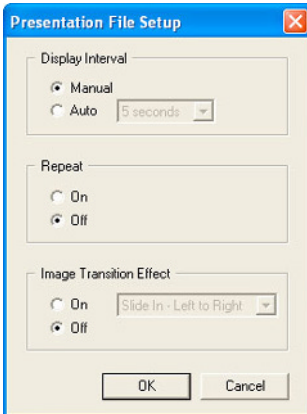 Presentation File Setup
Display Interval
Manual
Auto 5 seconds
Repeat
On
Off
Image Transition Effect
On Slide In - Left to Right
Off
OK Cancel